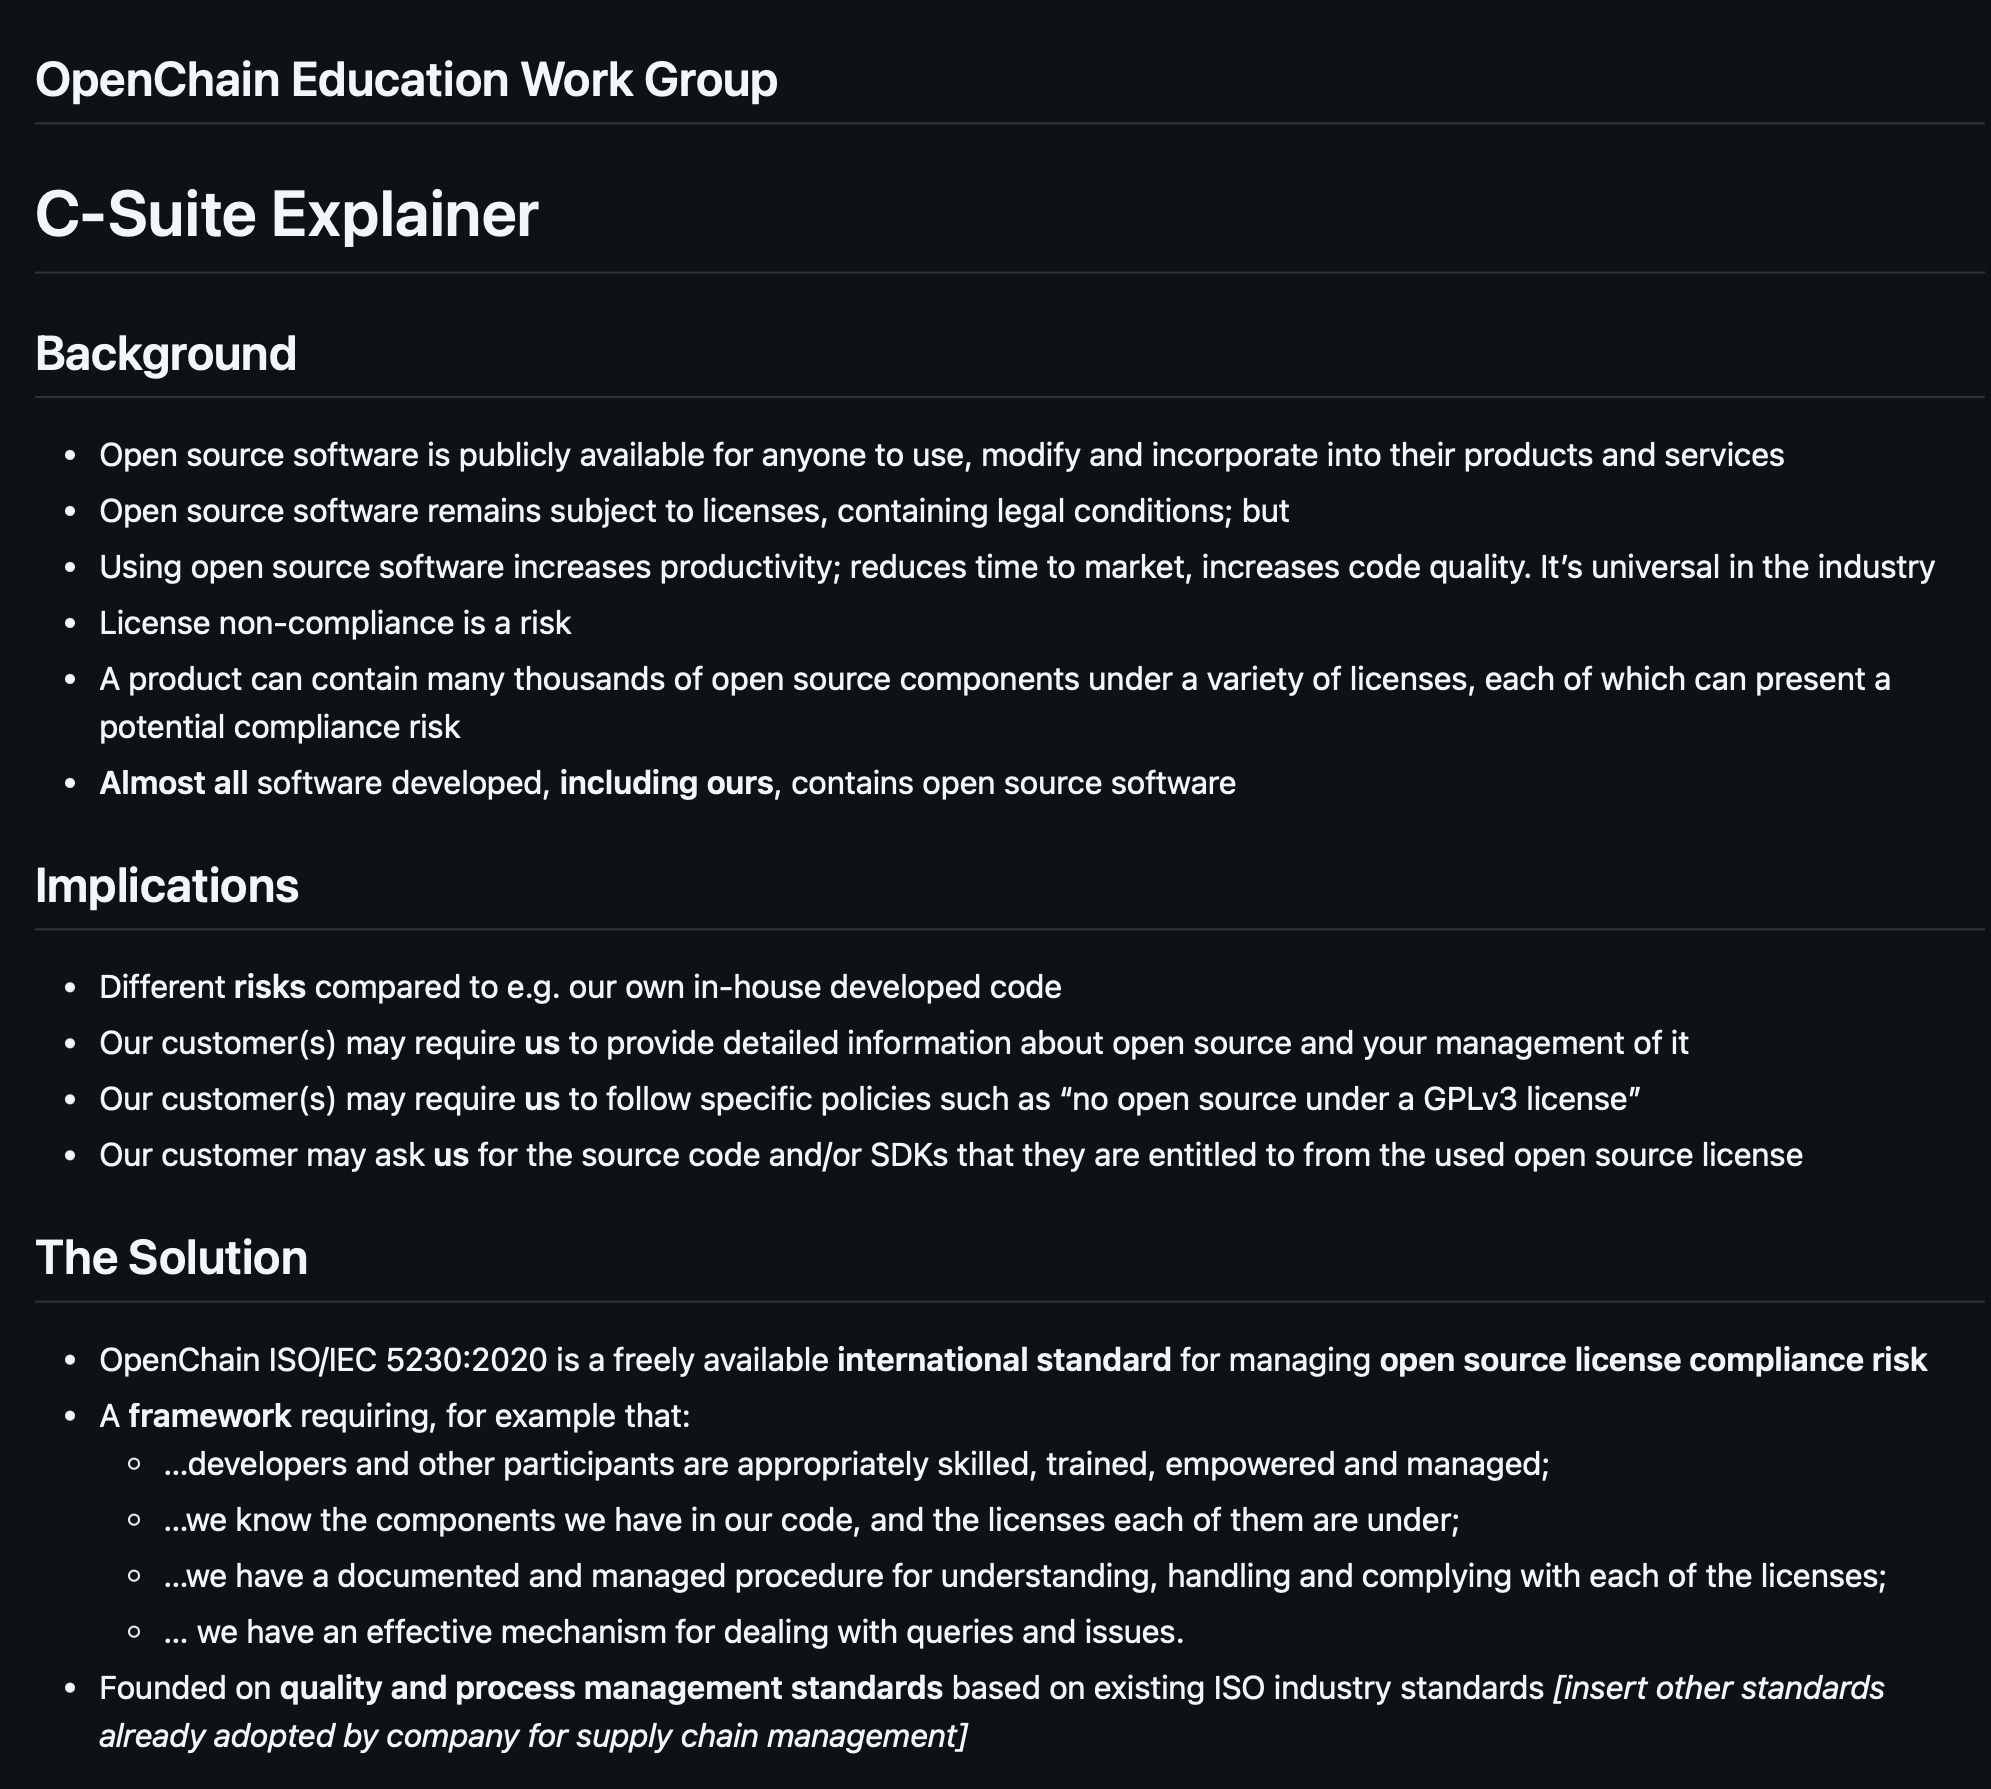 OpenChain Education Work Group
C-Suite Explainer
Background
Open source software is publicly available for anyone to use, modify and incorporate into their products and services
Open source software remains subject to licenses, containing legal conditions; but
Using open source software increases productivity; reduces time to market, increases code quality. It’s universal in the industry
License non-compliance is a risk
A product can contain many thousands of open source components under a variety of licenses, each of which can present a
potential compliance risk
Almost all software developed, including ours, contains open source software
Implications
Different risks compared to e.g. our own in-house developed code
Our customer(s) may require us to provide detailed information about open source and your management of it
Our customer(s) may require us to follow specific policies such as “no open source under a GPLv3 license”
Our customer may ask us for the source code and/or SDKs that they are entitled to from the used open source license
The Solution
OpenChain ISO/IEC 5230:2020 is a freely available international standard for managing open source license compliance risk
A framework requiring, for example that:
...developers and other participants are appropriately skilled, trained, empowered and managed;
...we know the components we have in our code, and the licenses each of them are under;
...we have a documented and managed procedure for understanding, handling and complying with each of the licenses;
... we have an effective mechanism for dealing with queries and issues.
Founded on quality and process management standards based on existing ISO industry standards [insert other standards
already adopted by company for supply chain management]